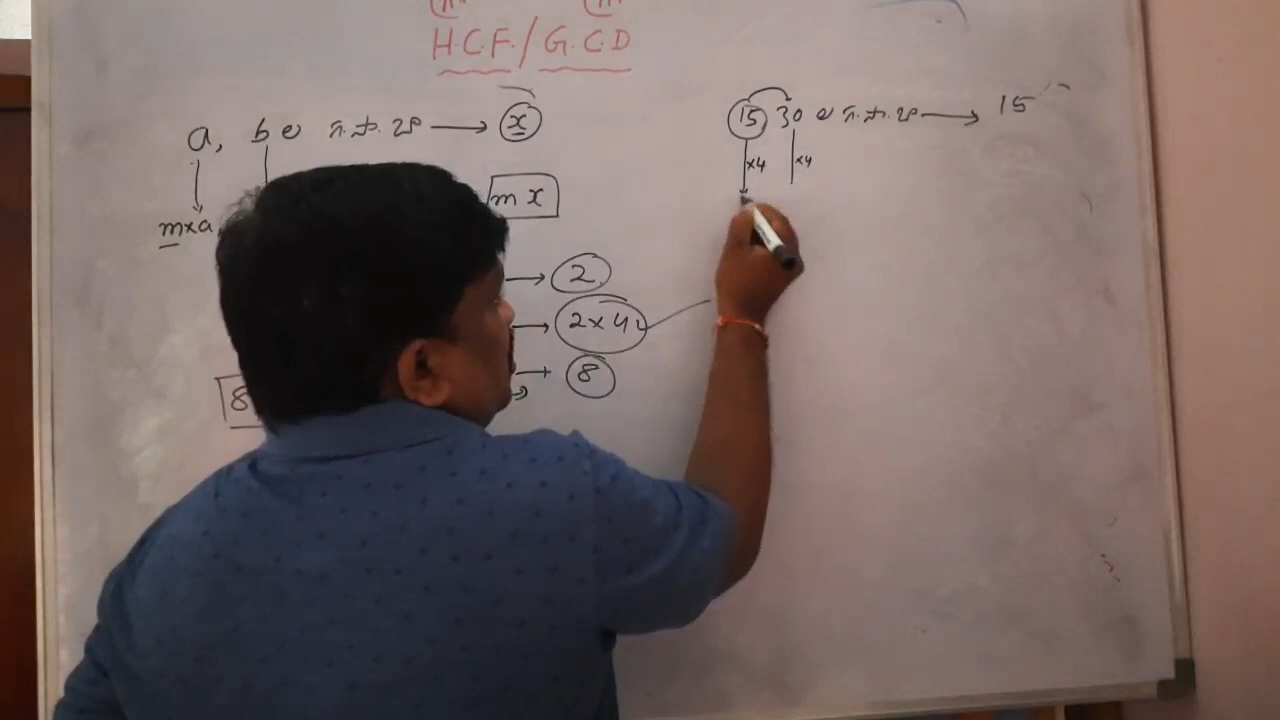 H.C.F. / G.C.D
a, b ల గ.సా.భా → x
m×a,
m x
→ 2
→ 2×4
→ 8
8
15 30 ల గ.సా.భా → 15
×4 ×4